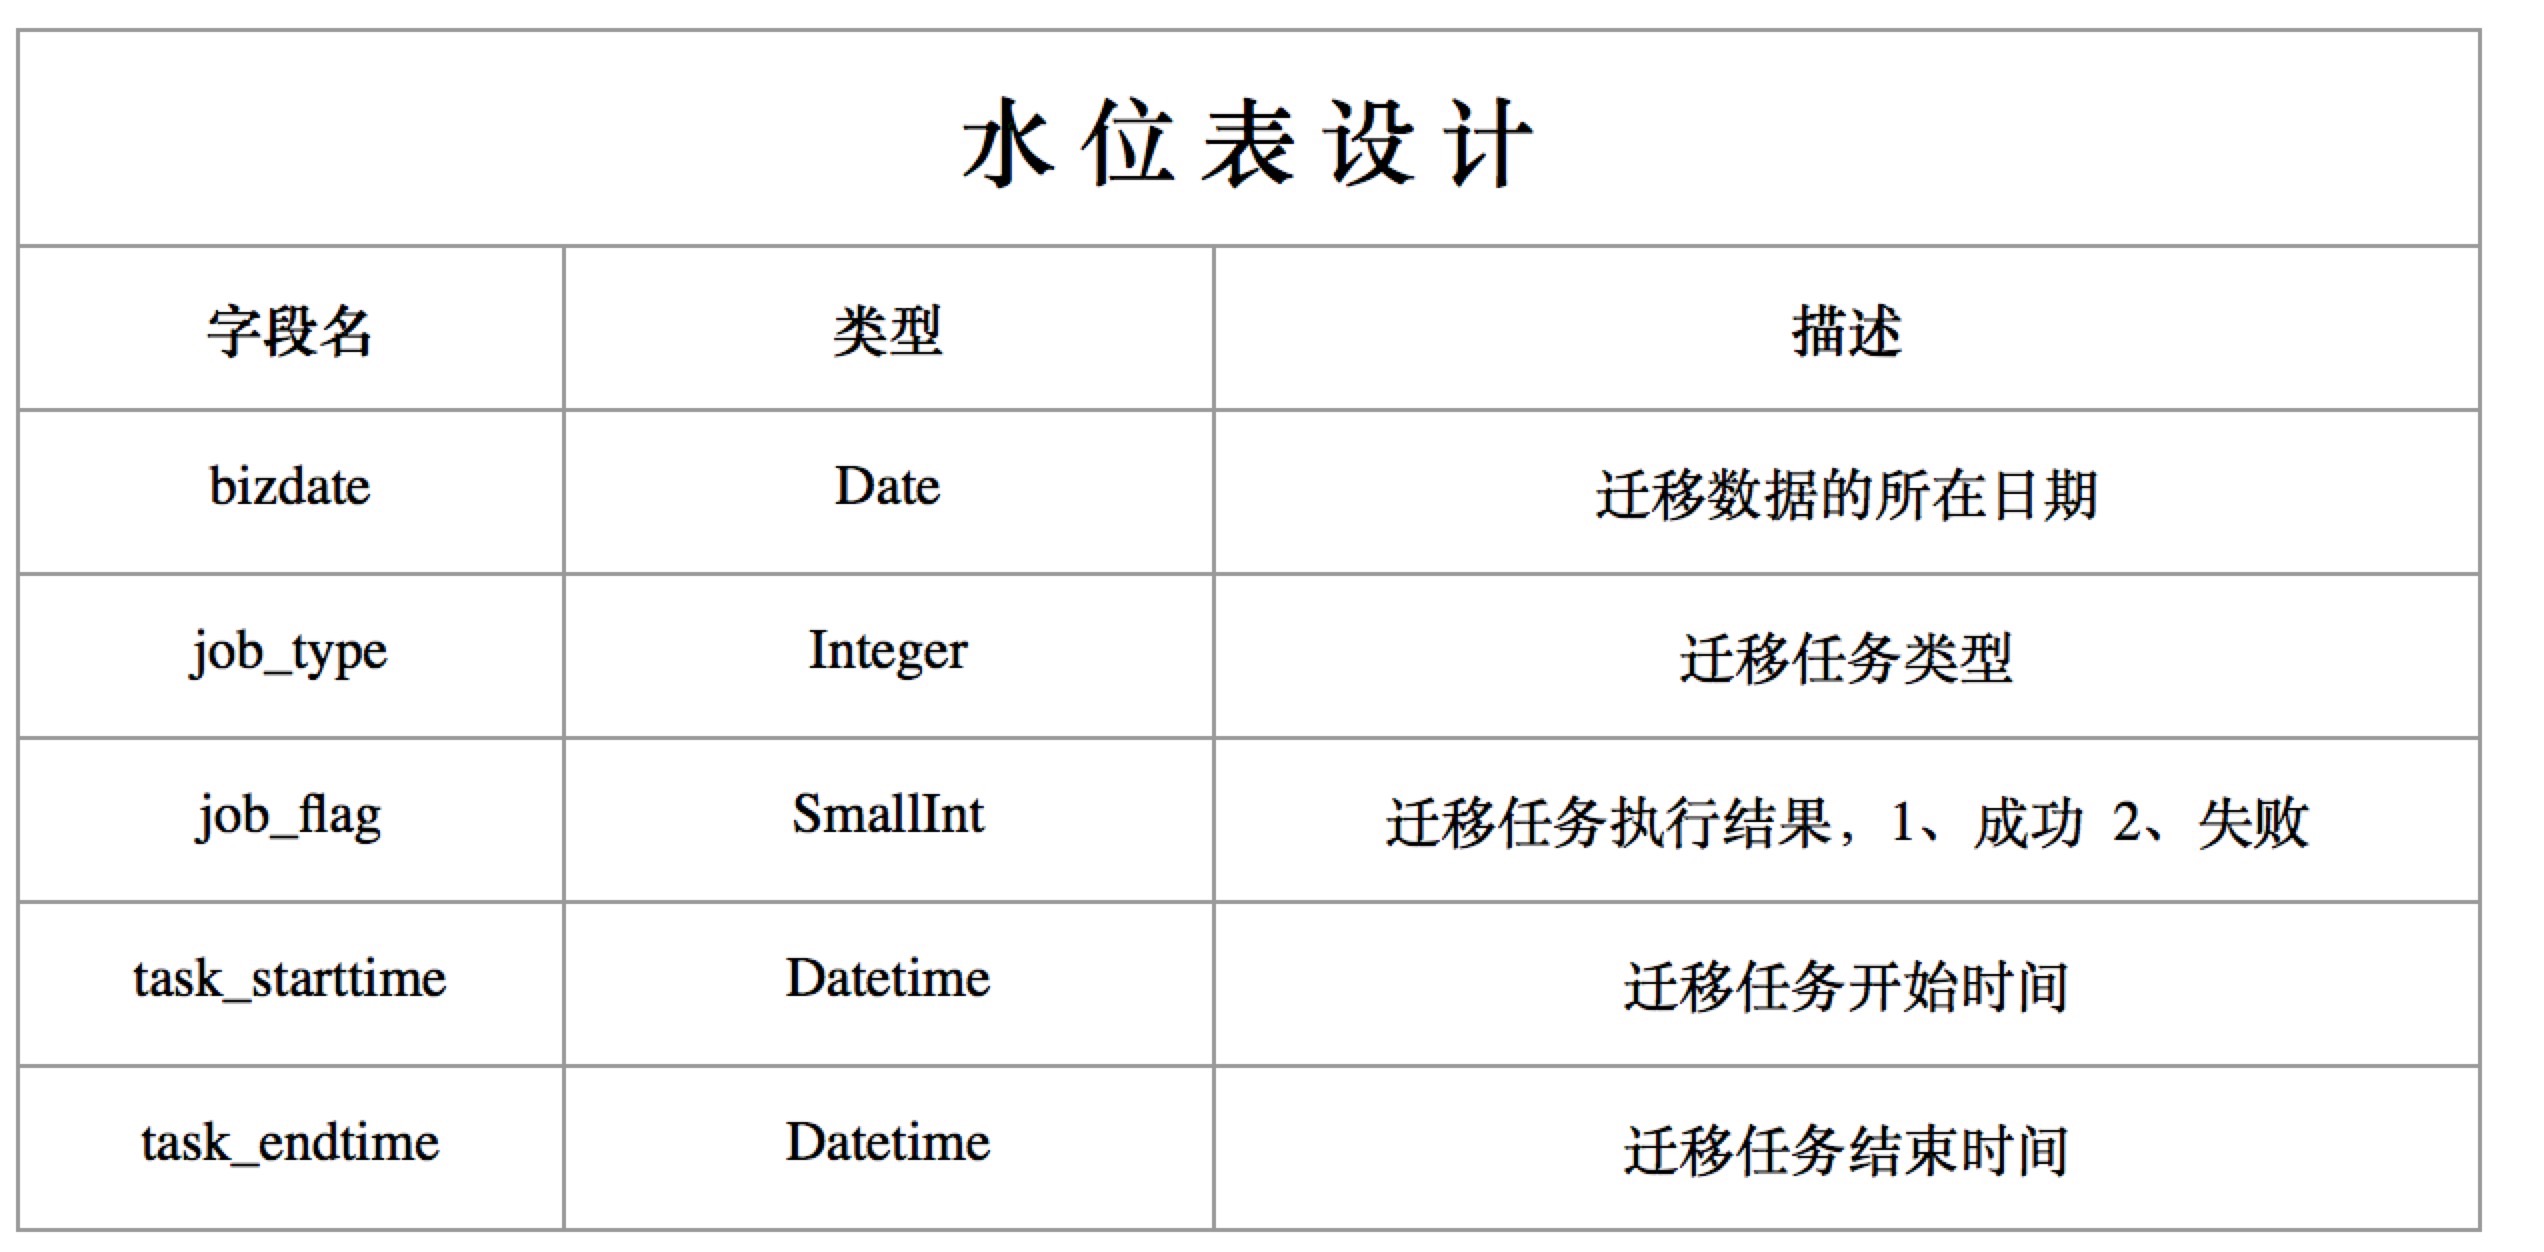 水位表设计
字段名 类型 描述
bizdate Date 迁移数据的所在日期
job_type Integer 迁移任务类型
job_flag SmallInt 迁移任务执行结果，1、成功 2、失败
task_starttime Datetime 迁移任务开始时间
task_endtime Datetime 迁移任务结束时间